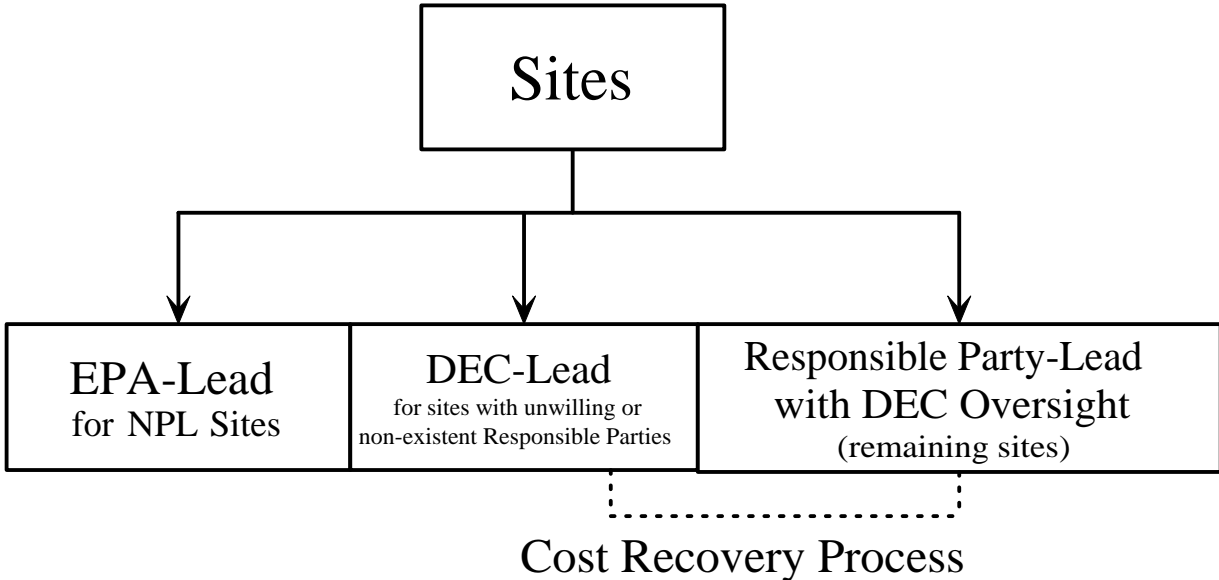 Sites
EPA-Lead
for NPL Sites
DEC-Lead
for sites with unwilling or
non-existent Responsible Parties
Responsible Party-Lead
with DEC Oversight
(remaining sites)
Cost Recovery Process